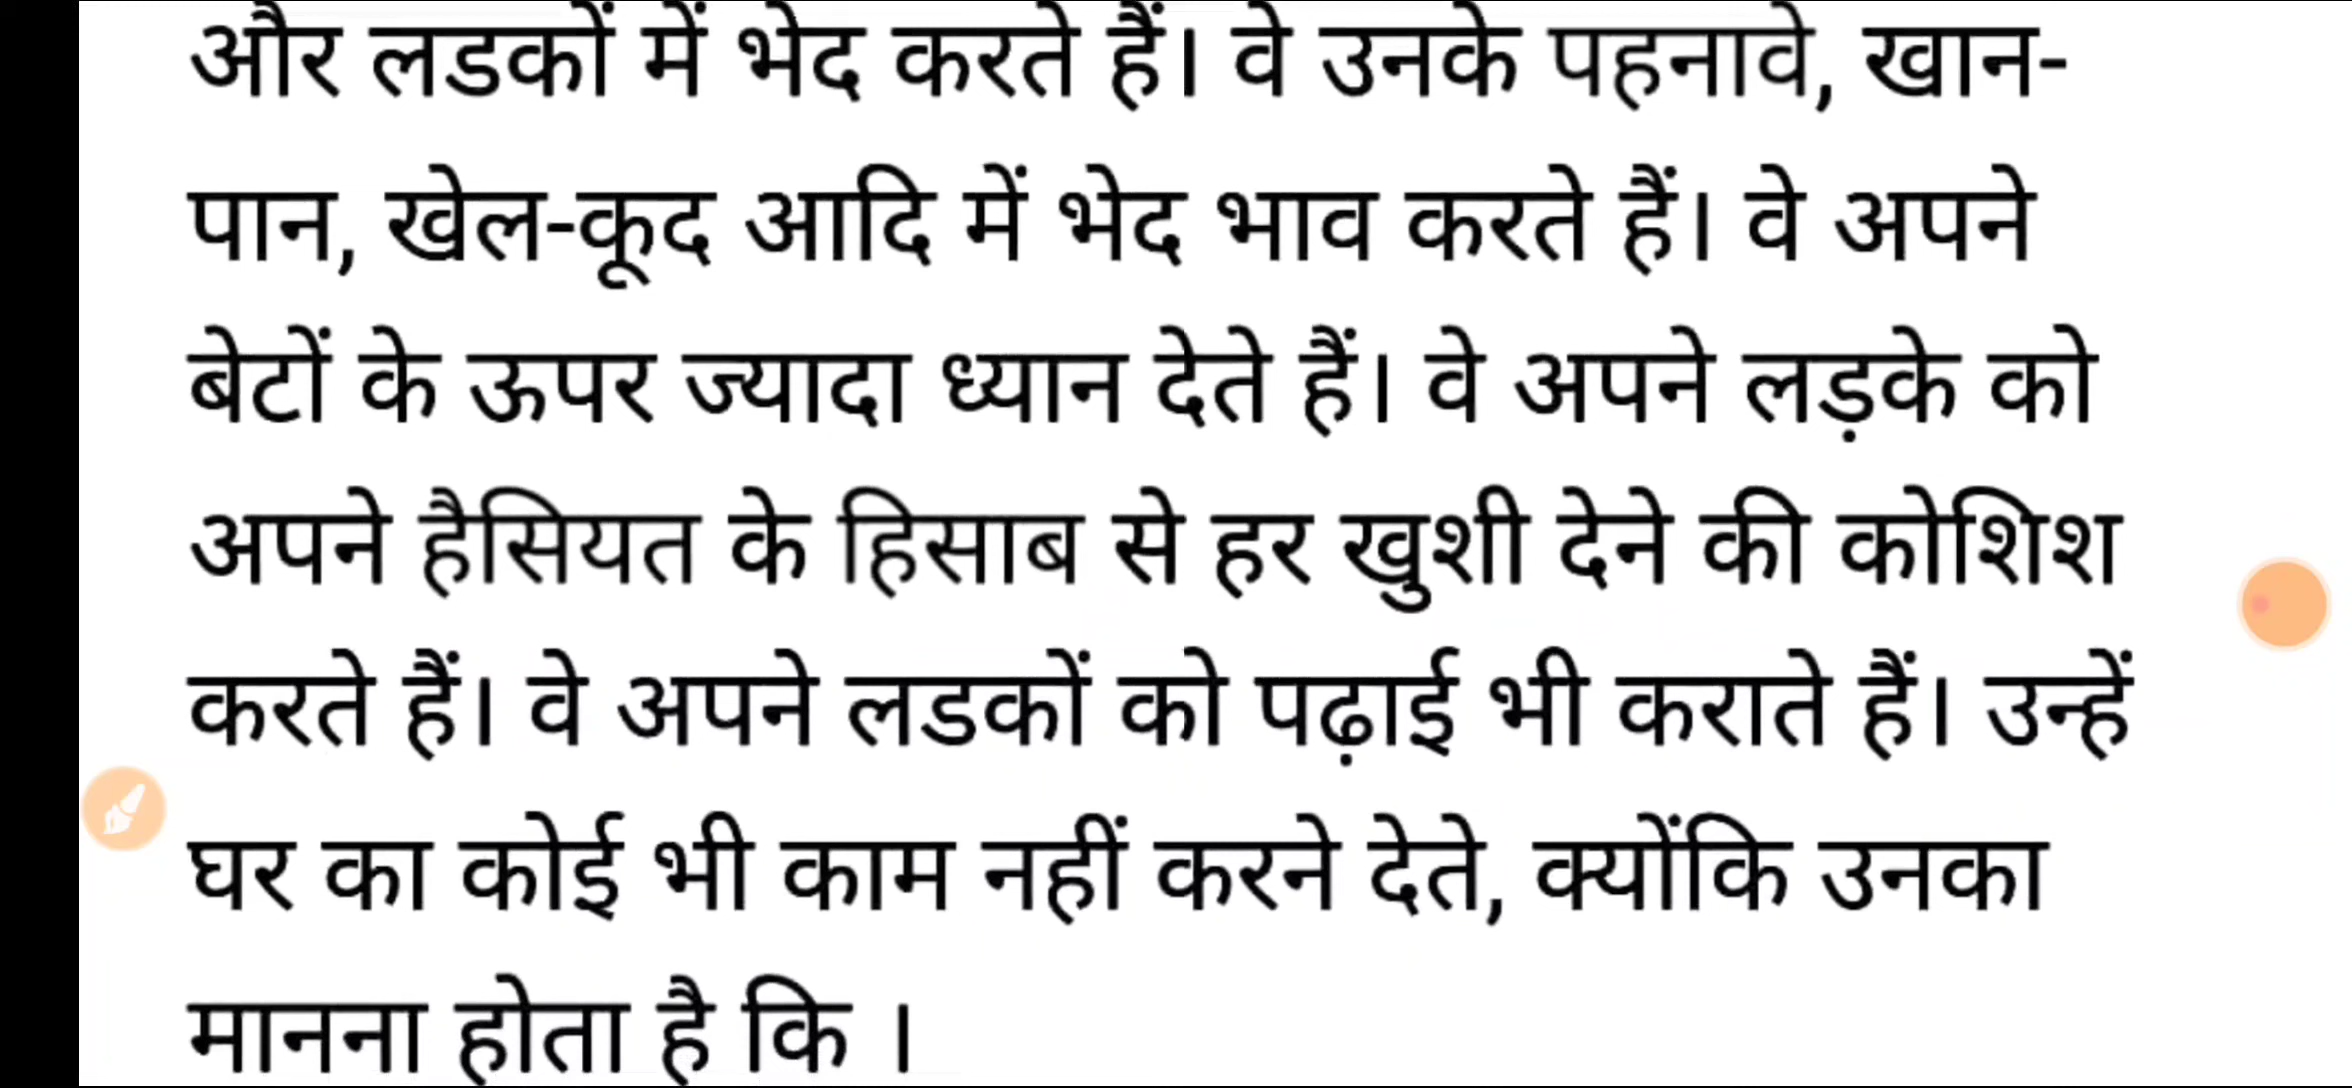 और लडकों में भेद करते हैं। वे उनके पहनावे, खान-
पान, खेल-कूद आदि में भेद भाव करते हैं। वे अपने
बेटों के ऊपर ज्यादा ध्यान देते हैं। वे अपने लड़के को
अपने हैसियत के हिसाब से हर खुशी देने की कोशिश
करते हैं। वे अपने लडकों को पढ़ाई भी कराते हैं। उन्हें
घर का कोई भी काम नहीं करने देते, क्योंकि उनका
मानना होता है कि ।